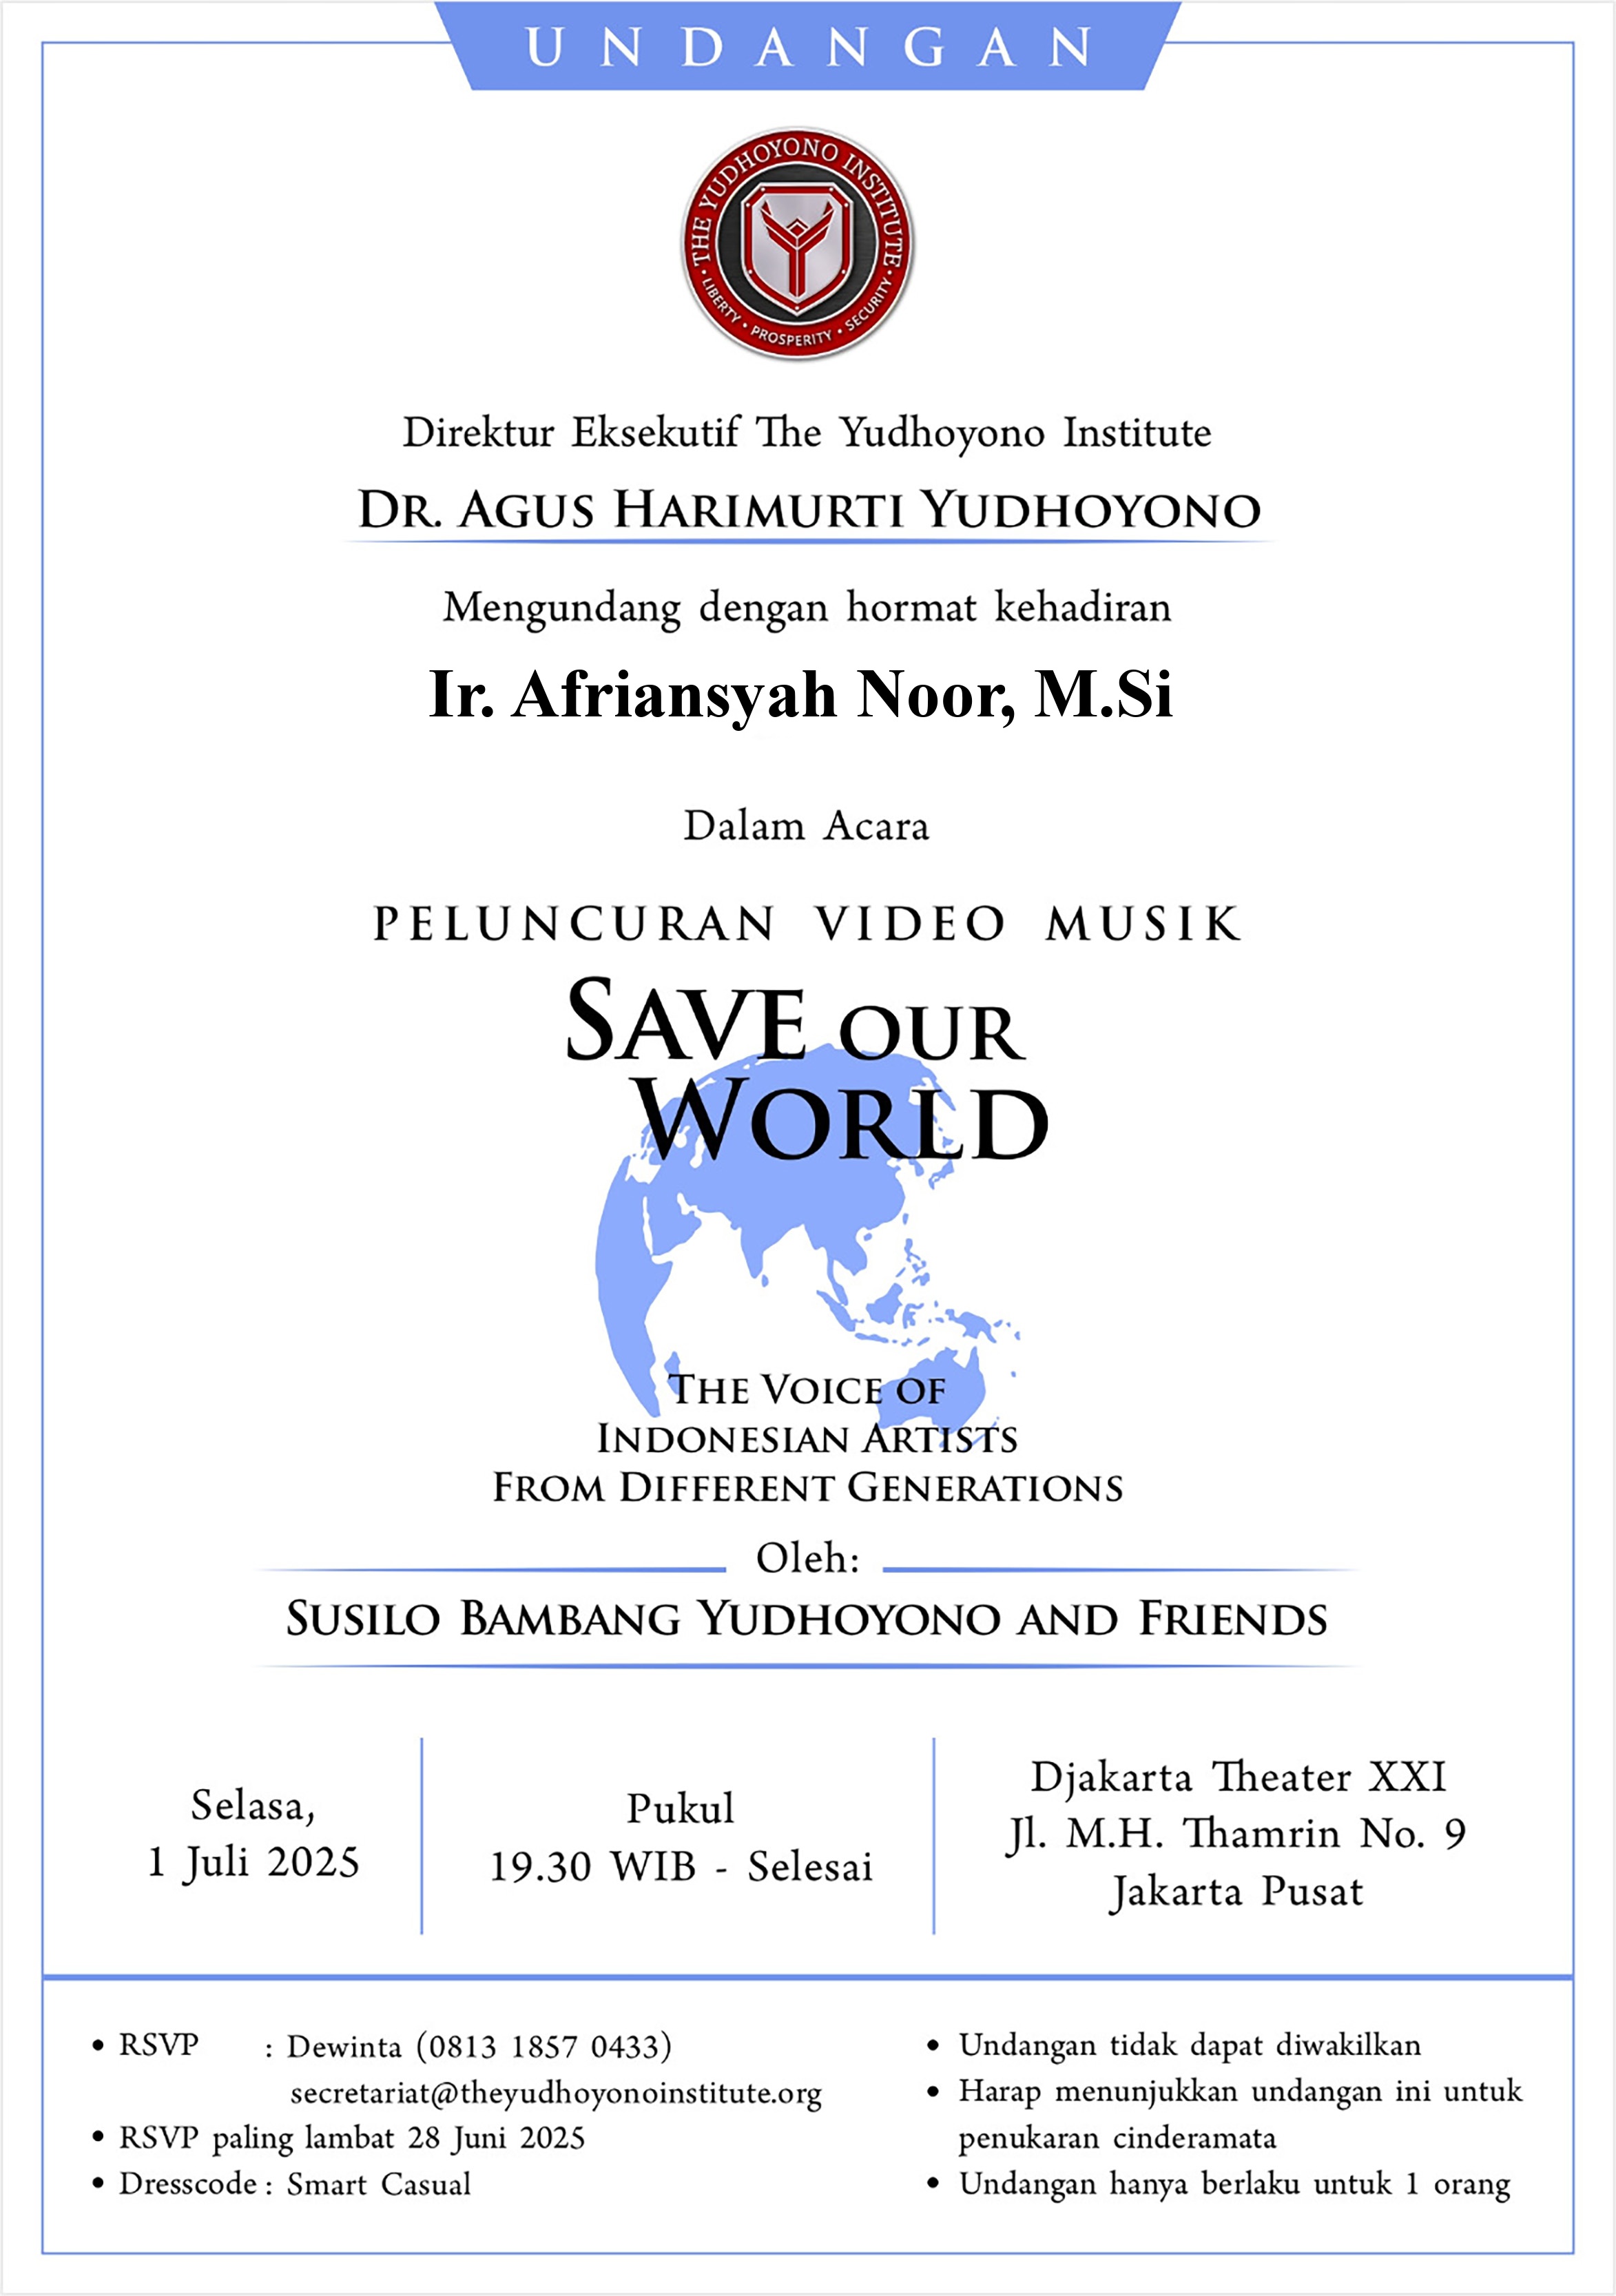 UNDANGAN
THE YUDHOYONO INSTITUTE
LIBERTY • PROSPERITY • SECURITY
Direktur Eksekutif The Yudhoyono Institute
DR. AGUS HARIMURTI YUDHOYONO
Mengundang dengan hormat kehadiran
Ir. Afriansyah Noor, M.Si
Dalam Acara
PELUNCURAN VIDEO MUSIK
SAVE OUR
WORLD
THE VOICE OF
INDONESIAN ARTISTS
FROM DIFFERENT GENERATIONS
Oleh:
SUSILO BAMBANG YUDHOYONO AND FRIENDS
Selasa,
1 Juli 2025
Pukul
19.30 WIB - Selesai
Djakarta Theater XXI
Jl. M.H. Thamrin No. 9
Jakarta Pusat
• RSVP : Dewinta (0813 1857 0433)
secretariat@theyudhoyonoinstitute.org
• RSVP paling lambat 28 Juni 2025
• Dresscode : Smart Casual
• Undangan tidak dapat diwakilkan
• Harap menunjukkan undangan ini untuk
penukaran cinderamata
• Undangan hanya berlaku untuk 1 orang